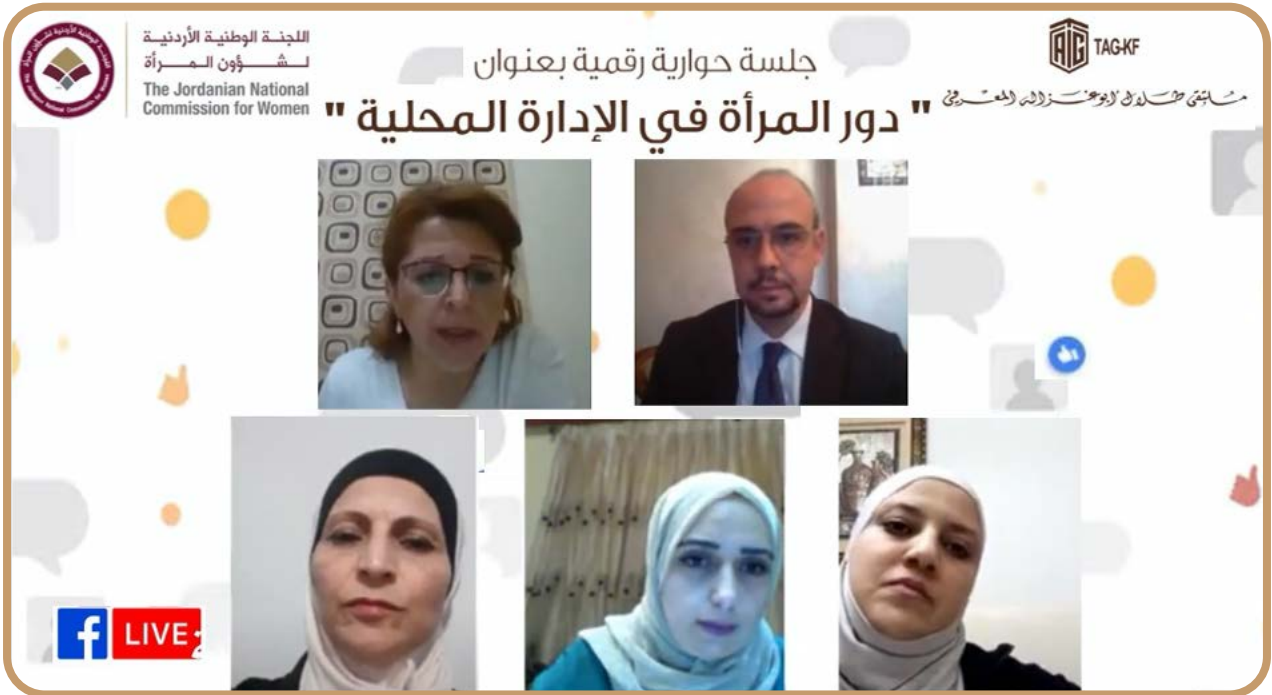 اللجنة الوطنية الأردنية
لشؤون المرأة
The Jordanian National
Commission for Women
جلسة حوارية رقمية بعنوان
" دور المرأة في الإدارة المحلية "
TAG-KF
ملتقى طلال أبوغزاله المعرفي
f LIVE